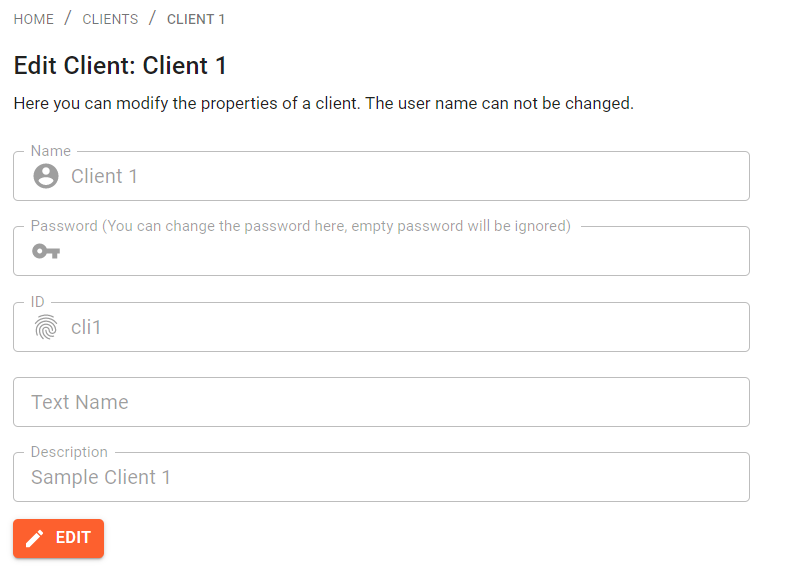 HOME / CLIENTS / CLIENT 1
Edit Client: Client 1
Here you can modify the properties of a client. The user name can not be changed.
Name
Client 1
Password (You can change the password here, empty password will be ignored)
ID
cli1
Text Name
Description
Sample Client 1
EDIT